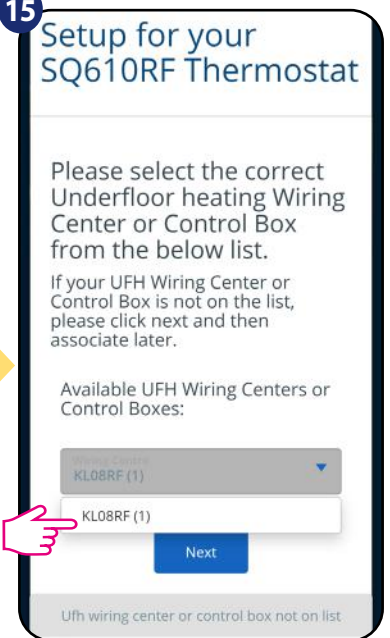 15
Setup for your
SQ610RF Thermostat
Please select the correct
Underfloor heating Wiring
Center or Control Box
from the below list.
If your UFH Wiring Center or
Control Box is not on the list,
please click next and then
associate later.
Available UFH Wiring Centers or
Control Boxes:
Wiring Centre
KL08RF (1)
KL08RF (1)
Next
Ufh wiring center or control box not on list